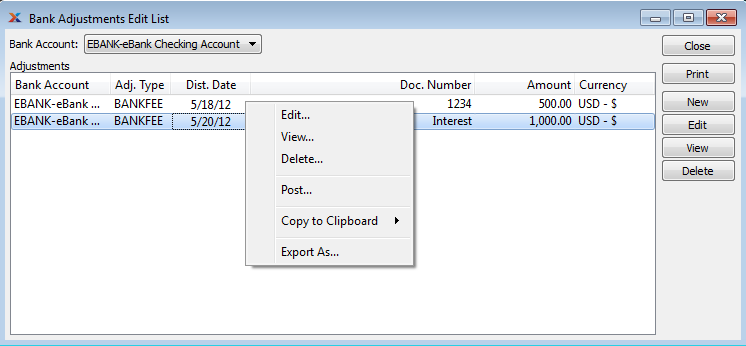 Bank Adjustments Edit List
Bank Account: EBANK-eBank Checking Account
Close
Adjustments
Print
Bank Account Adj. Type Dist. Date Doc. Number Amount Currency
EBANK-eBank ... BANKFEE 5/18/12 1234 500.00 USD - $
EBANK-eBank ... BANKFEE 5/20/12 Interest 1,000.00 USD - $
New
Edit
View
Delete
Edit...
View...
Delete...
Post...
Copy to Clipboard
Export As...